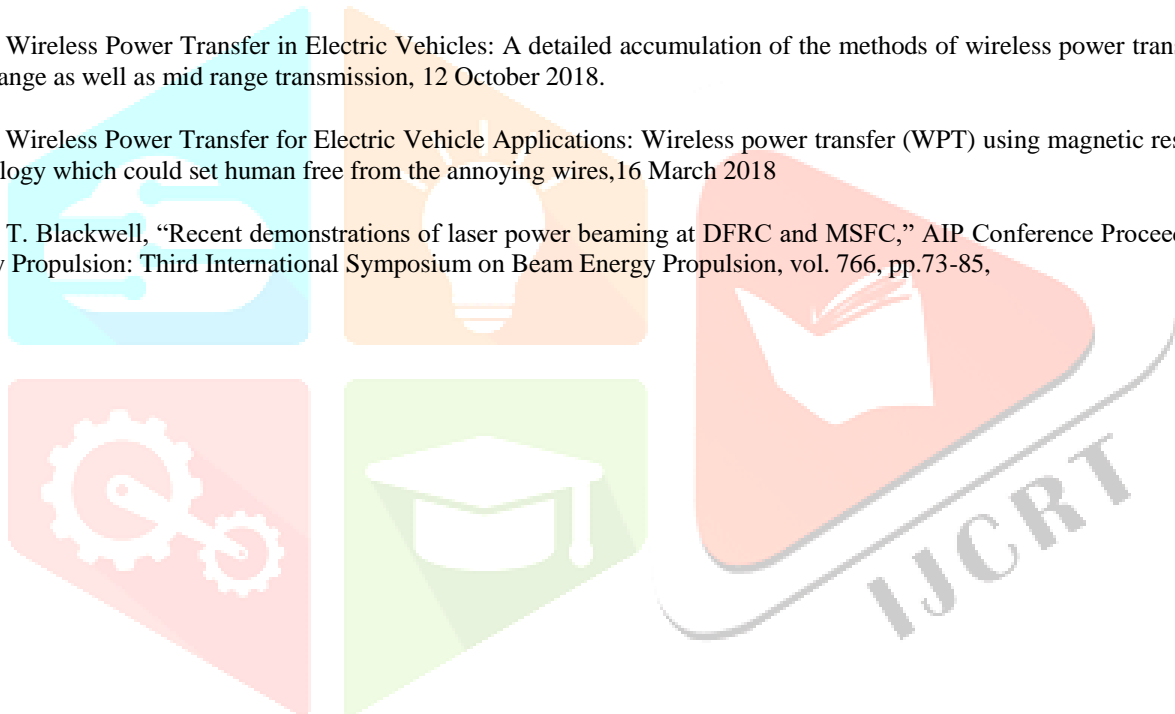 Wireless Power Transfer in Electric Vehicles: A detailed accumulation of the methods of wireless power tran
ange as well as mid range transmission, 12 October 2018.
Wireless Power Transfer for Electric Vehicle Applications: Wireless power transfer (WPT) using magnetic res
logy which could set human free from the annoying wires,16 March 2018
T. Blackwell, “Recent demonstrations of laser power beaming at DFRC and MSFC,” AIP Conference Procee
y Propulsion: Third International Symposium on Beam Energy Propulsion, vol. 766, pp.73-85,
IJCRT